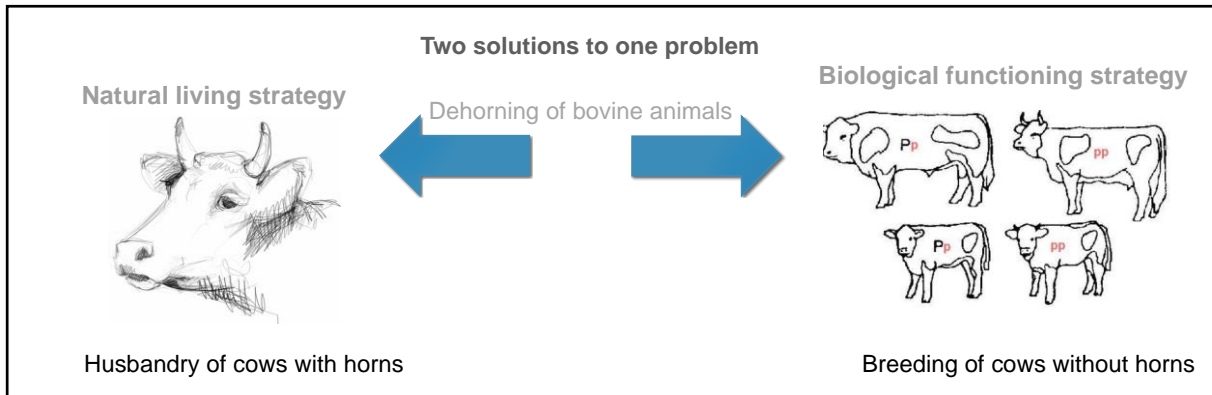 Two solutions to one problem
Natural living strategy
Dehorning of bovine animals
Biological functioning strategy
Pp
pp
Pp
pp
Husbandry of cows with horns
Breeding of cows without horns